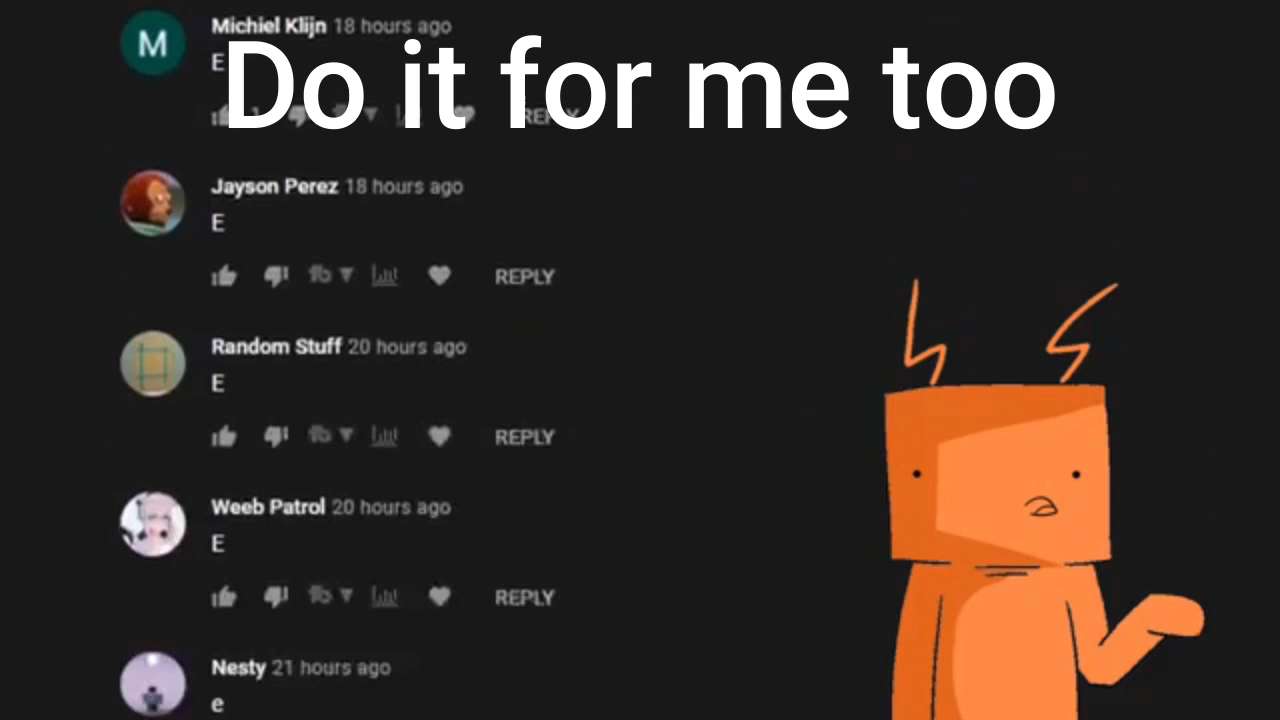 Michiel Klijn 18 hours ago
E
Do it for me too
REPLY
Jayson Perez 18 hours ago
E
REPLY
Random Stuff 20 hours ago
E
REPLY
Weeb Patrol 20 hours ago
E
REPLY
Nesty 21 hours ago
e